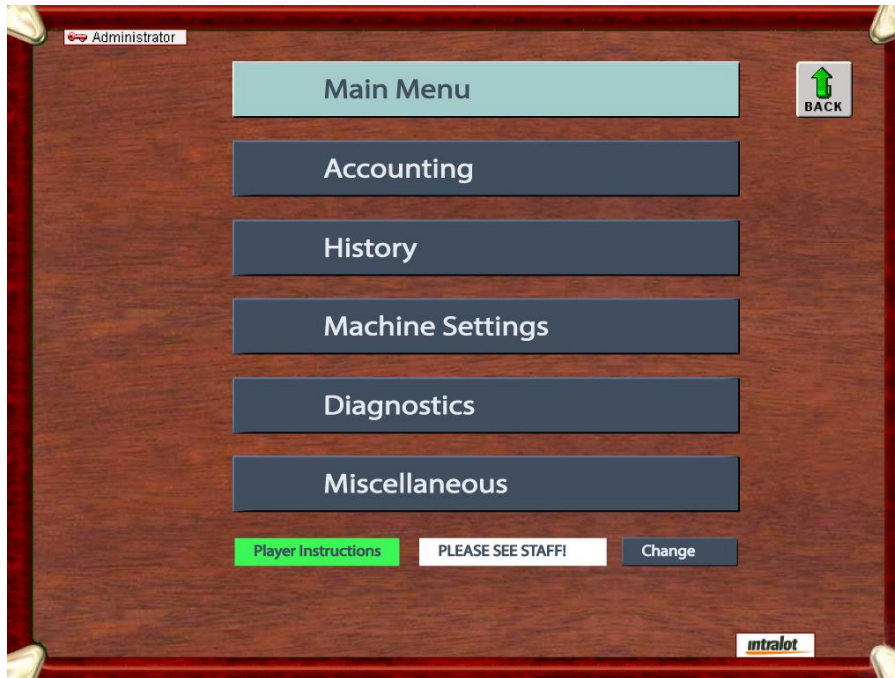 Administrator
Main Menu
BACK
Accounting
History
Machine Settings
Diagnostics
Miscellaneous
Player Instructions
PLEASE SEE STAFF!
Change
intralot